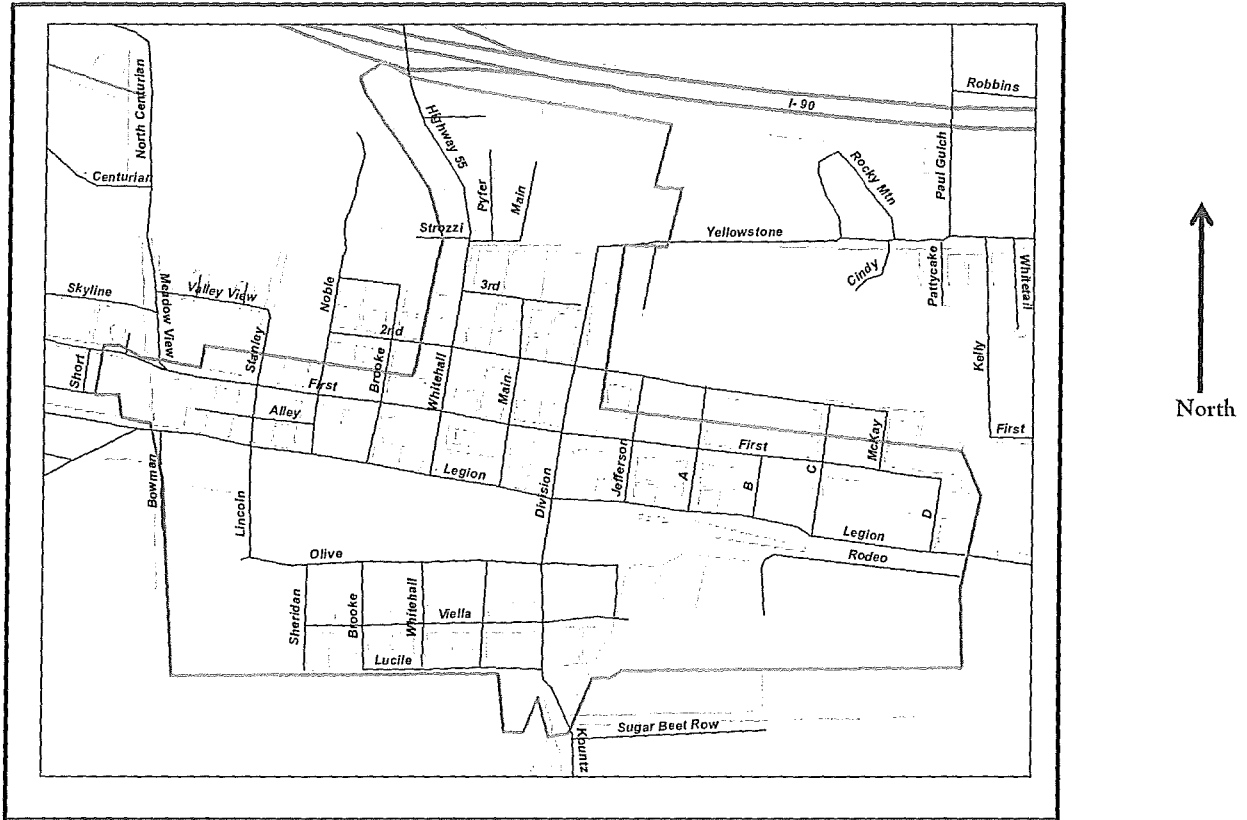 Robbins
I-90
North Centurian
Highway 55
Paul Gulch
Rocky Mtn
Centurian
Pyfer
Main
Strozzi
Yellowstone
Cindy
Pattycake
Whitetail
Skyline
Meadow View
Valley View
Noble
3rd
2nd
Stanley
Kelly
Short
Brooke
Whitehall
Main
First
Alley
North
First
First
McKay
Jefferson
A
B
C
D
Legion
Division
Bowman
Lincoln
Legion
Rodeo
Olive
Sheridan
Brooke
Whitehall
Viella
Lucile
Sugar Beet Row
Kountz